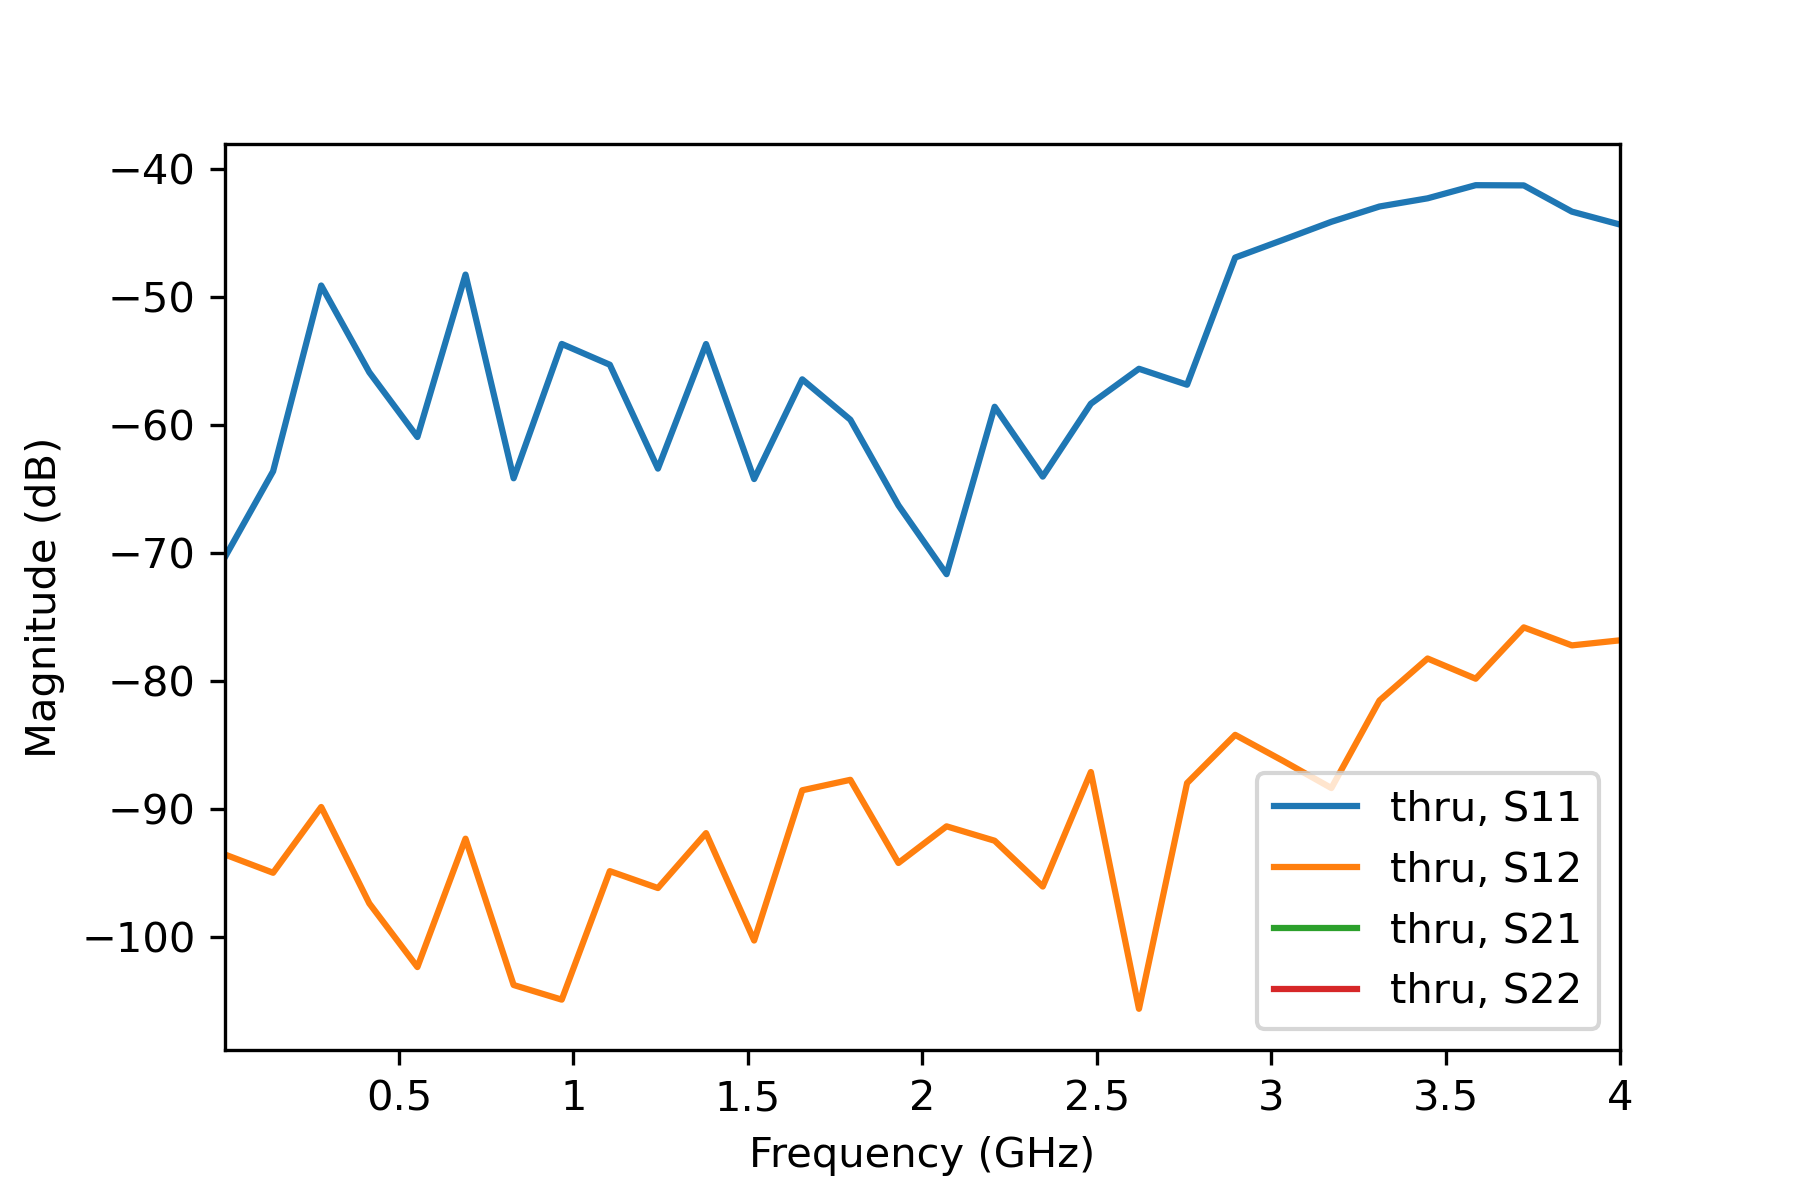 −40
−50
−60
−70
−80
−90
−100
Magnitude (dB)
thru, S11
thru, S12
thru, S21
thru, S22
0.5 1 1.5 2 2.5 3 3.5 4
Frequency (GHz)